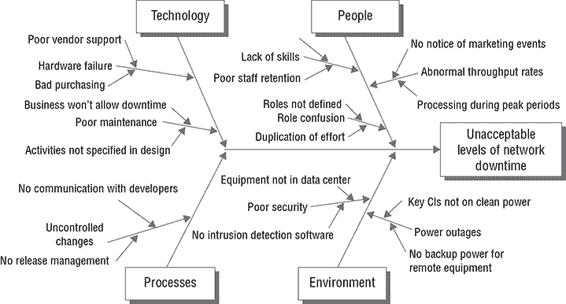 Technology
People
Poor vendor support
Hardware failure
Bad purchasing
Lack of skills
Poor staff retention
No notice of marketing events
Abnormal throughput rates
Processing during peak periods
Business won't allow downtime
Poor maintenance
Activities not specified in design
Roles not defined
Role confusion
Duplication of effort
Unacceptable
levels of network
downtime
No communication with developers
Uncontrolled
changes
No release management
Equipment not in data center
Poor security
No intrusion detection software
Key CIs not on clean power
Power outages
No backup power for
remote equipment
Processes
Environment